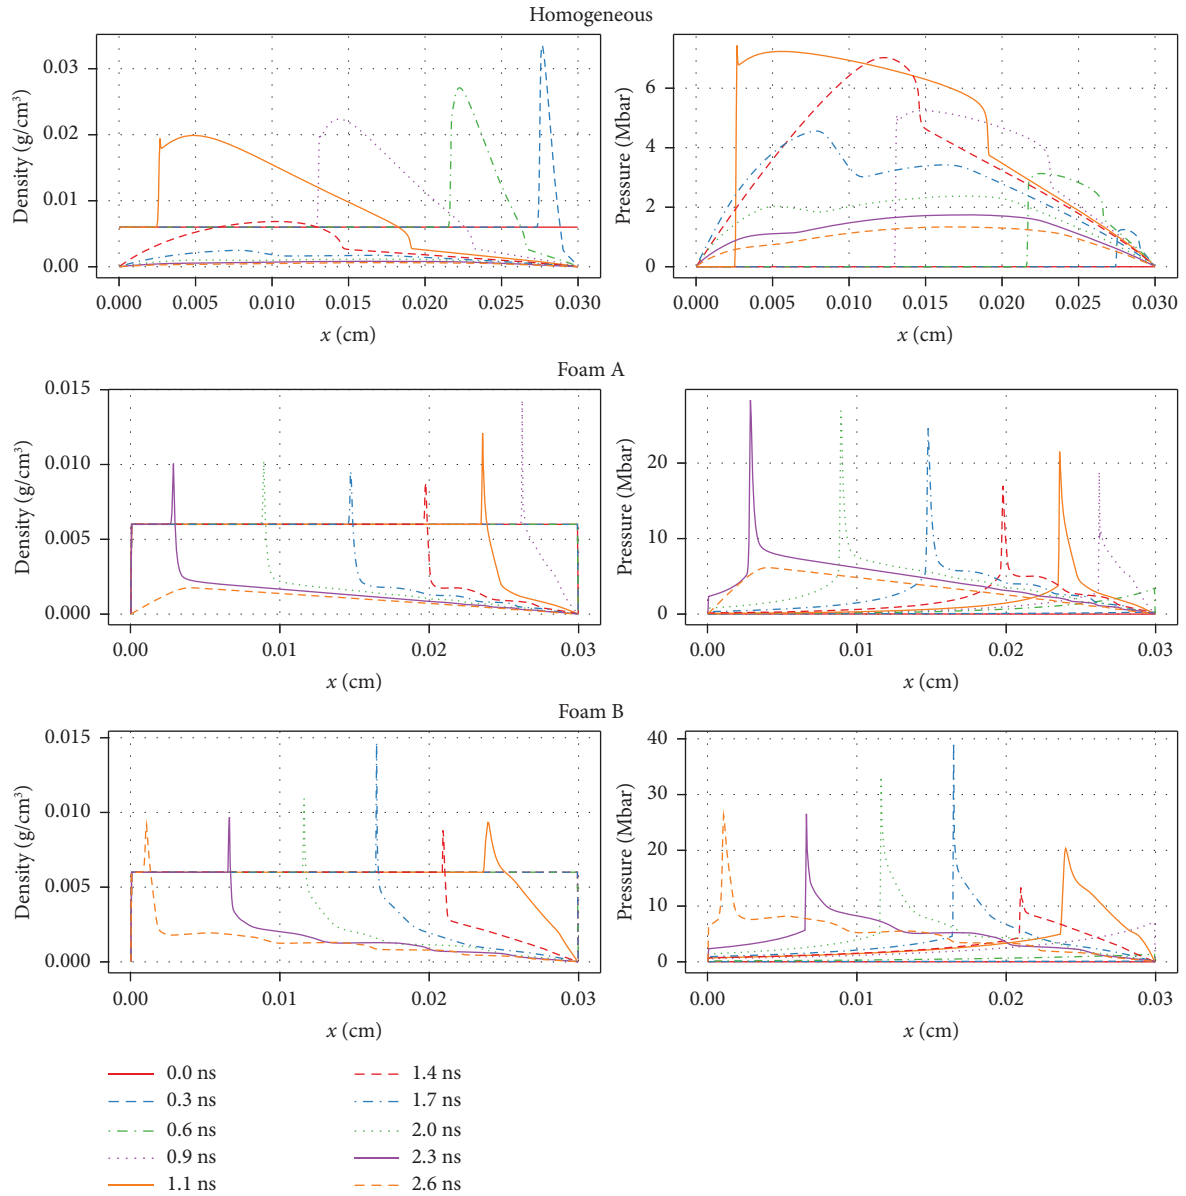 Homogeneous
Density (g/cm³)
0.03
0.02
0.01
0.00
0.000 0.005 0.010 0.015 0.020 0.025 0.030
x (cm)
Pressure (Mbar)
6
4
2
0
0.000 0.005 0.010 0.015 0.020 0.025 0.030
x (cm)
Foam A
Density (g/cm³)
0.015
0.010
0.005
0.000
0.00 0.01 0.02 0.03
x (cm)
Pressure (Mbar)
20
10
0
0.00 0.01 0.02 0.03
x (cm)
Foam B
Density (g/cm³)
0.015
0.010
0.005
0.000
0.00 0.01 0.02 0.03
x (cm)
Pressure (Mbar)
40
30
20
10
0
0.00 0.01 0.02 0.03
x (cm)
0.0 ns
0.3 ns
0.6 ns
0.9 ns
1.1 ns
1.4 ns
1.7 ns
2.0 ns
2.3 ns
2.6 ns